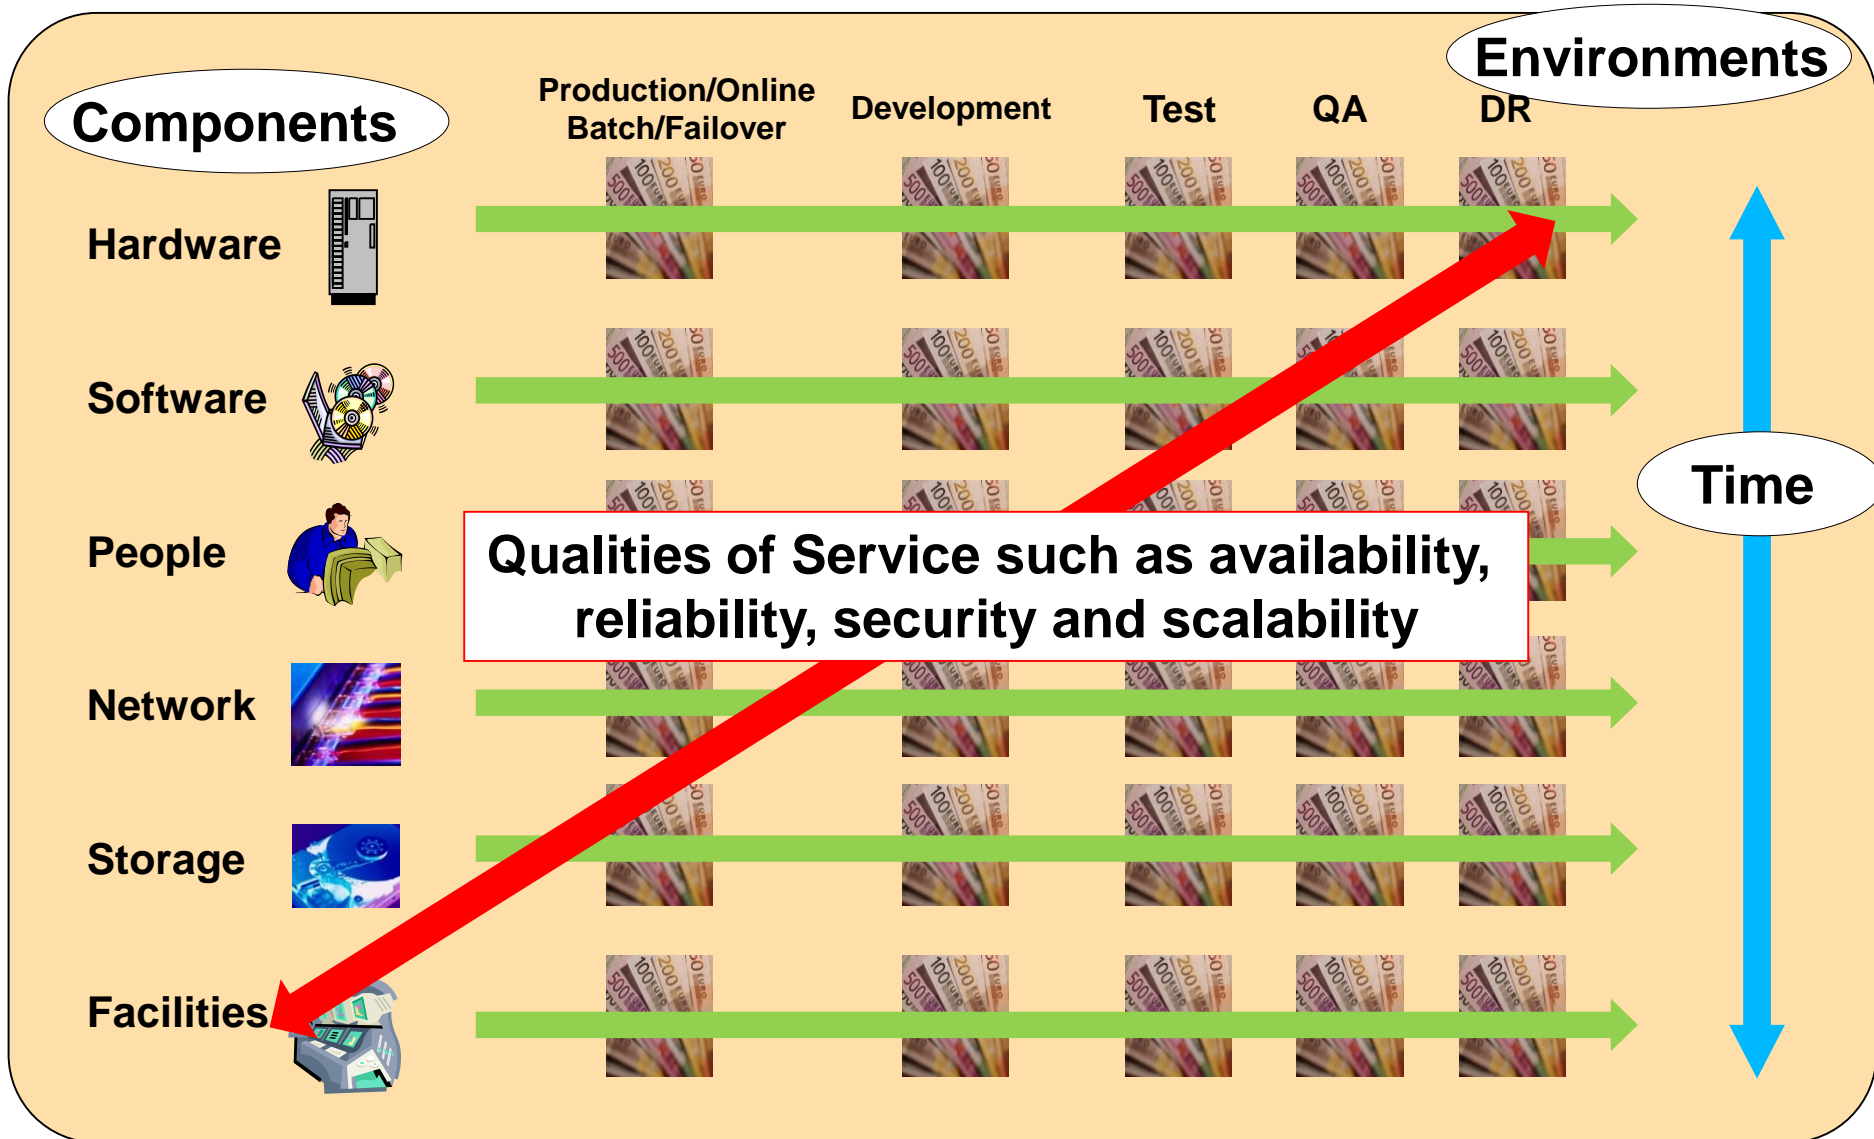 Environments
Components
Production/Online
Batch/Failover
Development
Test
QA
DR
Hardware
Software
Time
People
Qualities of Service such as availability,
reliability, security and scalability
Network
Storage
Facilities